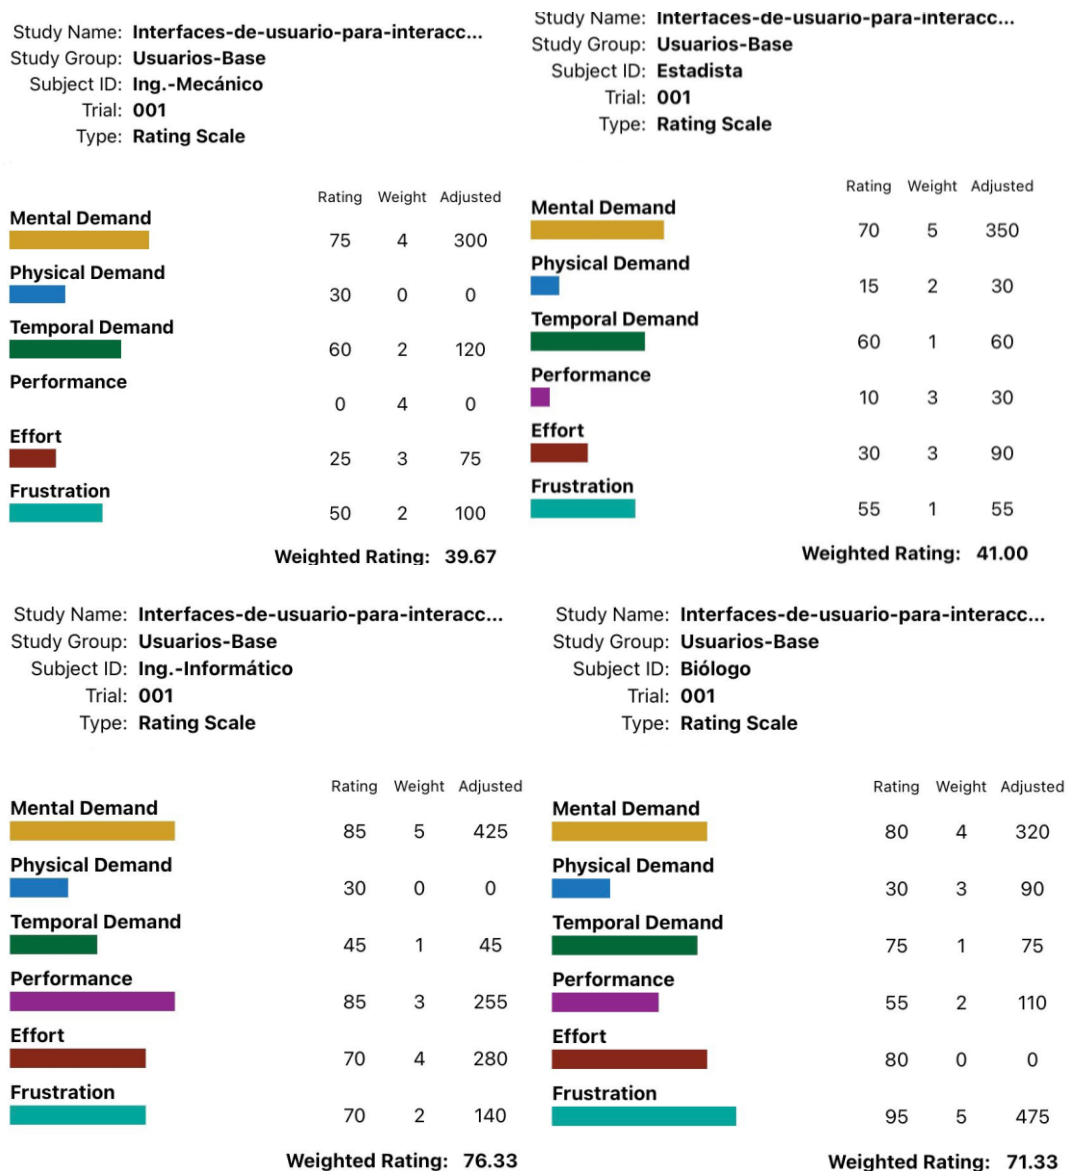 Study Name: Interfaces-de-usuario-para-interacc...
Study Group: Usuarios-Base
Subject ID: Ing.-Mecánico
Trial: 001
Type: Rating Scale
Rating Weight Adjusted
Mental Demand
75 4 300
Physical Demand
30 0 0
Temporal Demand
60 2 120
Performance
0 4 0
Effort
25 3 75
Frustration
50 2 100
Weighted Rating: 39.67
Study Name: Interfaces-de-usuario-para-interacc...
Study Group: Usuarios-Base
Subject ID: Estadista
Trial: 001
Type: Rating Scale
Rating Weight Adjusted
Mental Demand
70 5 350
Physical Demand
15 2 30
Temporal Demand
60 1 60
Performance
10 3 30
Effort
30 3 90
Frustration
55 1 55
Weighted Rating: 41.00
Study Name: Interfaces-de-usuario-para-interacc...
Study Group: Usuarios-Base
Subject ID: Ing.-Informático
Trial: 001
Type: Rating Scale
Rating Weight Adjusted
Mental Demand
85 5 425
Physical Demand
30 0 0
Temporal Demand
45 1 45
Performance
85 3 255
Effort
70 4 280
Frustration
70 2 140
Weighted Rating: 76.33
Study Name: Interfaces-de-usuario-para-interacc...
Study Group: Usuarios-Base
Subject ID: Biólogo
Trial: 001
Type: Rating Scale
Rating Weight Adjusted
Mental Demand
80 4 320
Physical Demand
30 3 90
Temporal Demand
75 1 75
Performance
55 2 110
Effort
80 0 0
Frustration
95 5 475
Weighted Rating: 71.33